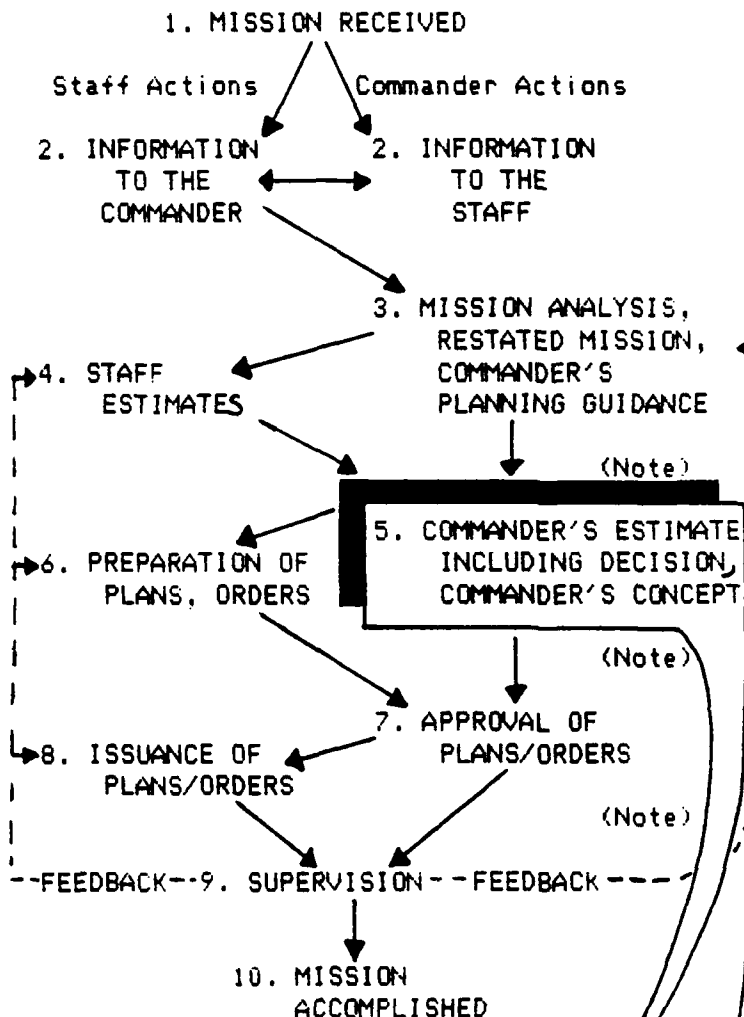 1. MISSION RECEIVED
Staff Actions
Commander Actions
2. INFORMATION
TO THE
COMMANDER
2. INFORMATION
TO THE
STAFF
3. MISSION ANALYSIS,
RESTATED MISSION,
COMMANDER'S
PLANNING GUIDANCE
4. STAFF
ESTIMATES
(Note)
5. COMMANDER'S ESTIMATE
INCLUDING DECISION,
COMMANDER'S CONCEPT
6. PREPARATION OF
PLANS, ORDERS
(Note)
7. APPROVAL OF
PLANS/ORDERS
8. ISSUANCE OF
PLANS/ORDERS
(Note)
FEEDBACK
9. SUPERVISION
FEEDBACK
10. MISSION
ACCOMPLISHED